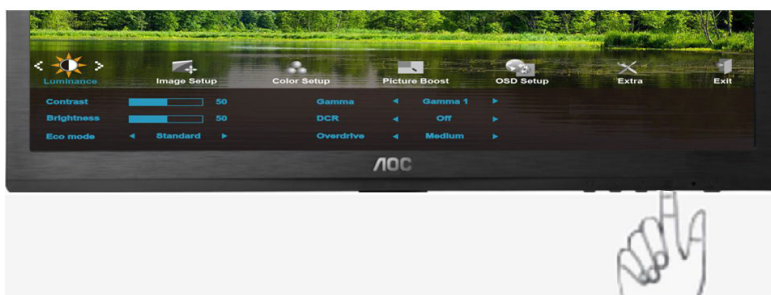 Luminance Image Setup Color Setup Picture Boost OSD Setup Extra Exit
Contrast 50 Gamma Gamma 1
Brightness 50 DCR Off
Eco mode Standard Overdrive Medium
AOC